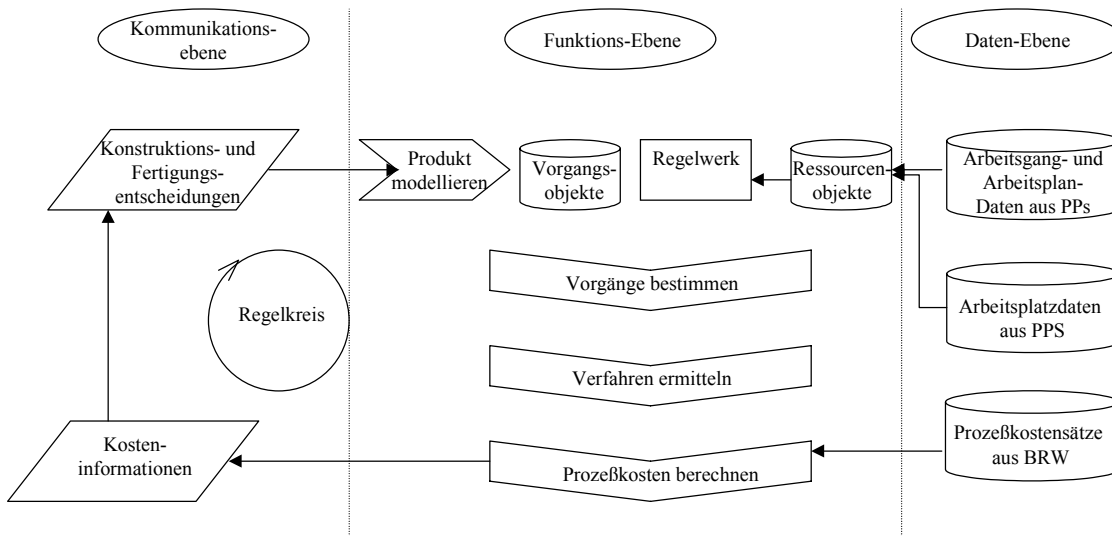 Kommunikations-
ebene
Funktions-Ebene
Daten-Ebene
Konstruktions- und
Fertigungs-
entscheidungen
Produkt
modellieren
Vorgangs-
objekte
Regelwerk
Ressourcen-
objekte
Arbeitsgang- und
Arbeitsplan-
Daten aus PPs
Vorgänge bestimmen
Regelkreis
Arbeitsplatzdaten
aus PPS
Verfahren ermitteln
Kosten-
informationen
Prozeßkosten berechnen
Prozeßkostensätze
aus BRW